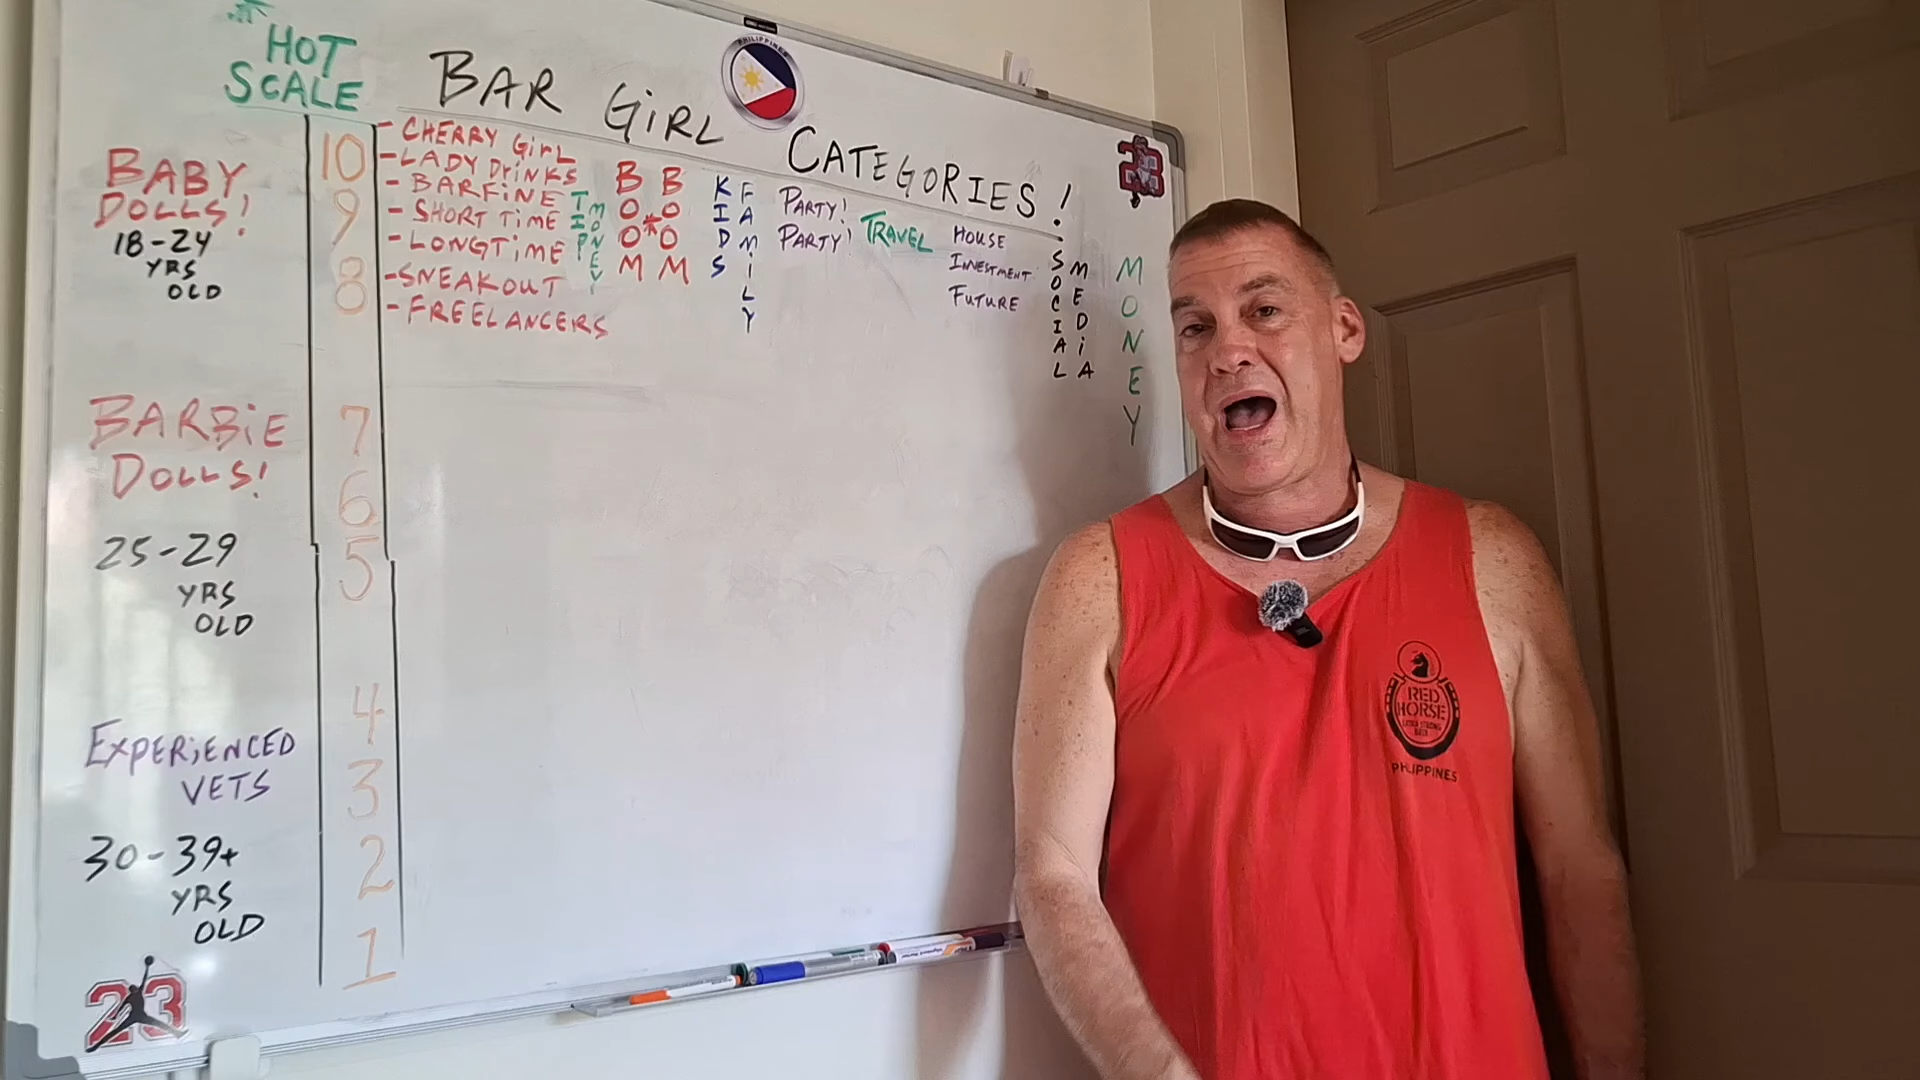 HOT
SCALE
BAR GiRL
CATEGORIES!
PHILIPPINES
BABY
DOLLS!
18-24
YRS
OLD
BARBiE
DOLLS!
25-29
YRS
OLD
EXPERiENCED
VETS
30-39+
YRS
OLD
10
9
8
7
6
5
4
3
2
1
- CHERRY GirL
- LADY DriNKS
- BARFiNE
- SHORT TiME
- LONGTiME
- SNEAKOUT
- FREELANCERS
TIP
MONEY
BOOM * BOOM
KIDS
FAMiLY
PARTY!
PARTY!
TRAVEL
HOUSE
INVESTMENT
FUTURE
SOCIAL
MEDiA
MONEY
23
23
RED
HORSE
EXTRA STRONG
BEER
PHILIPPINES